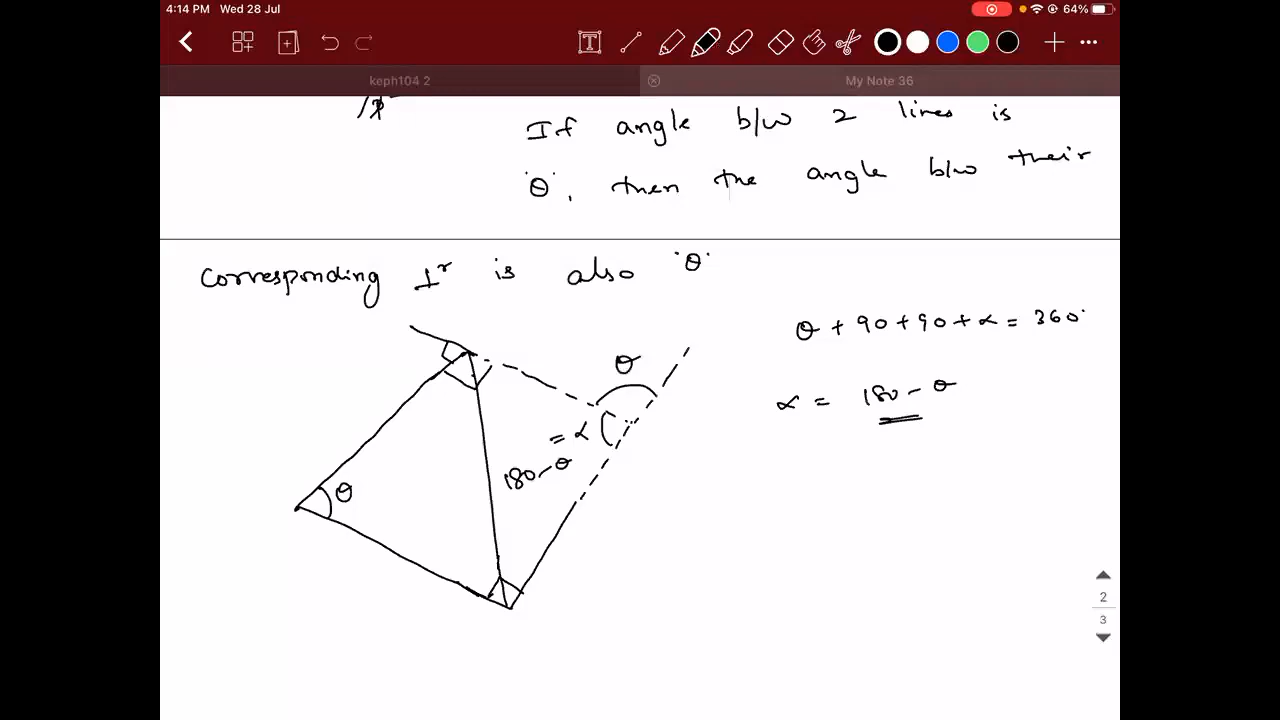 4:14 PM Wed 28 Jul
64%
keph104 2
My Note 36
If angle b/w 2 lines is
'θ', then the angle b/w their
corresponding ⊥r is also 'θ'
θ + 90 + 90 + α = 360°
α = 180 - θ
θ
= α
180 - θ
θ
2
3